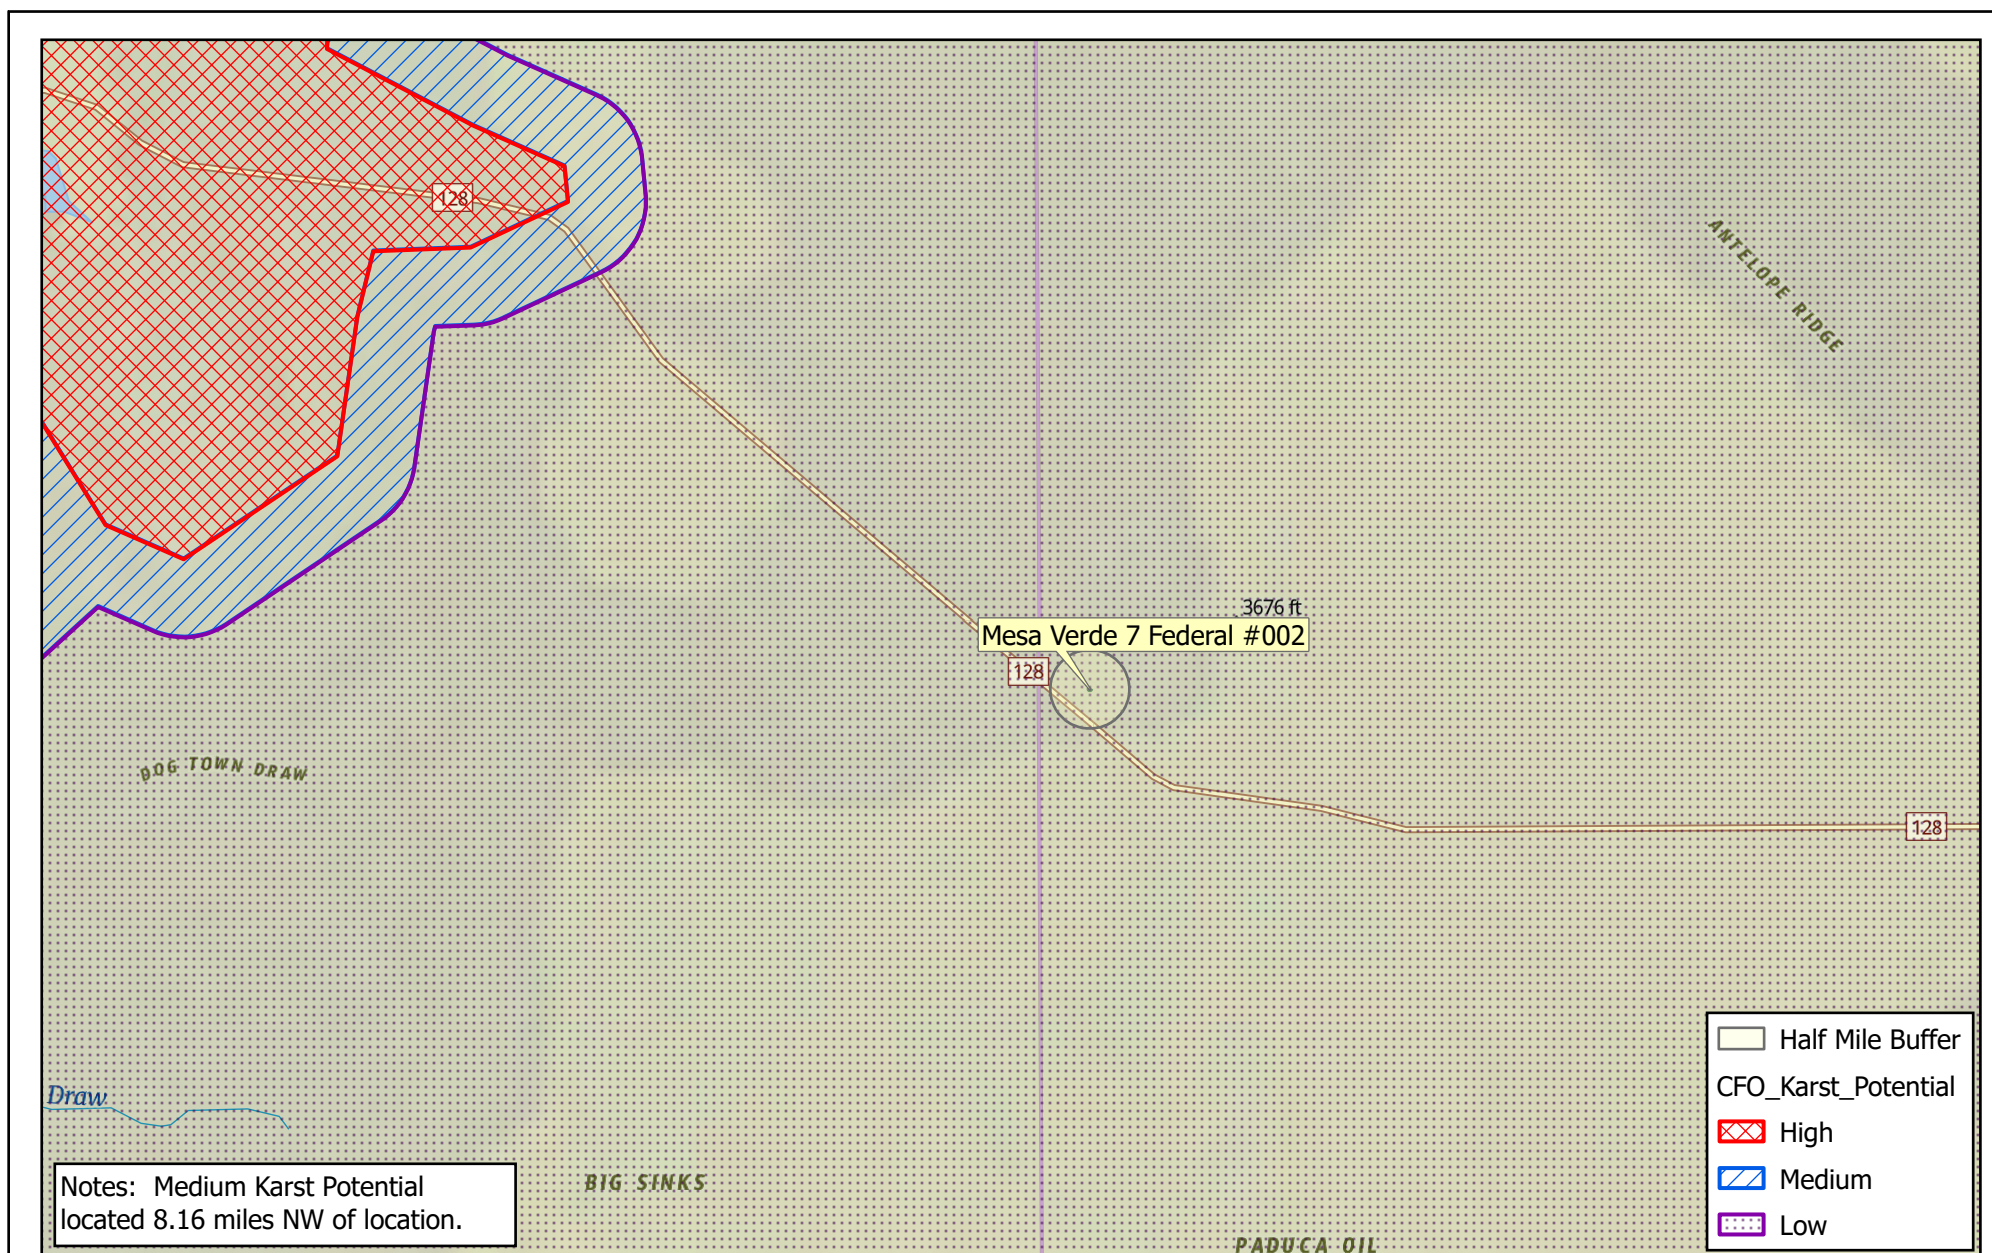 128
ANTELOPE RIDGE
3676 ft
Mesa Verde 7 Federal #002
128
DOG TOWN DRAW
128
Draw
BIG SINKS
PADUCA OIL
Notes: Medium Karst Potential
located 8.16 miles NW of location.
Half Mile Buffer
CFO_Karst_Potential
High
Medium
Low